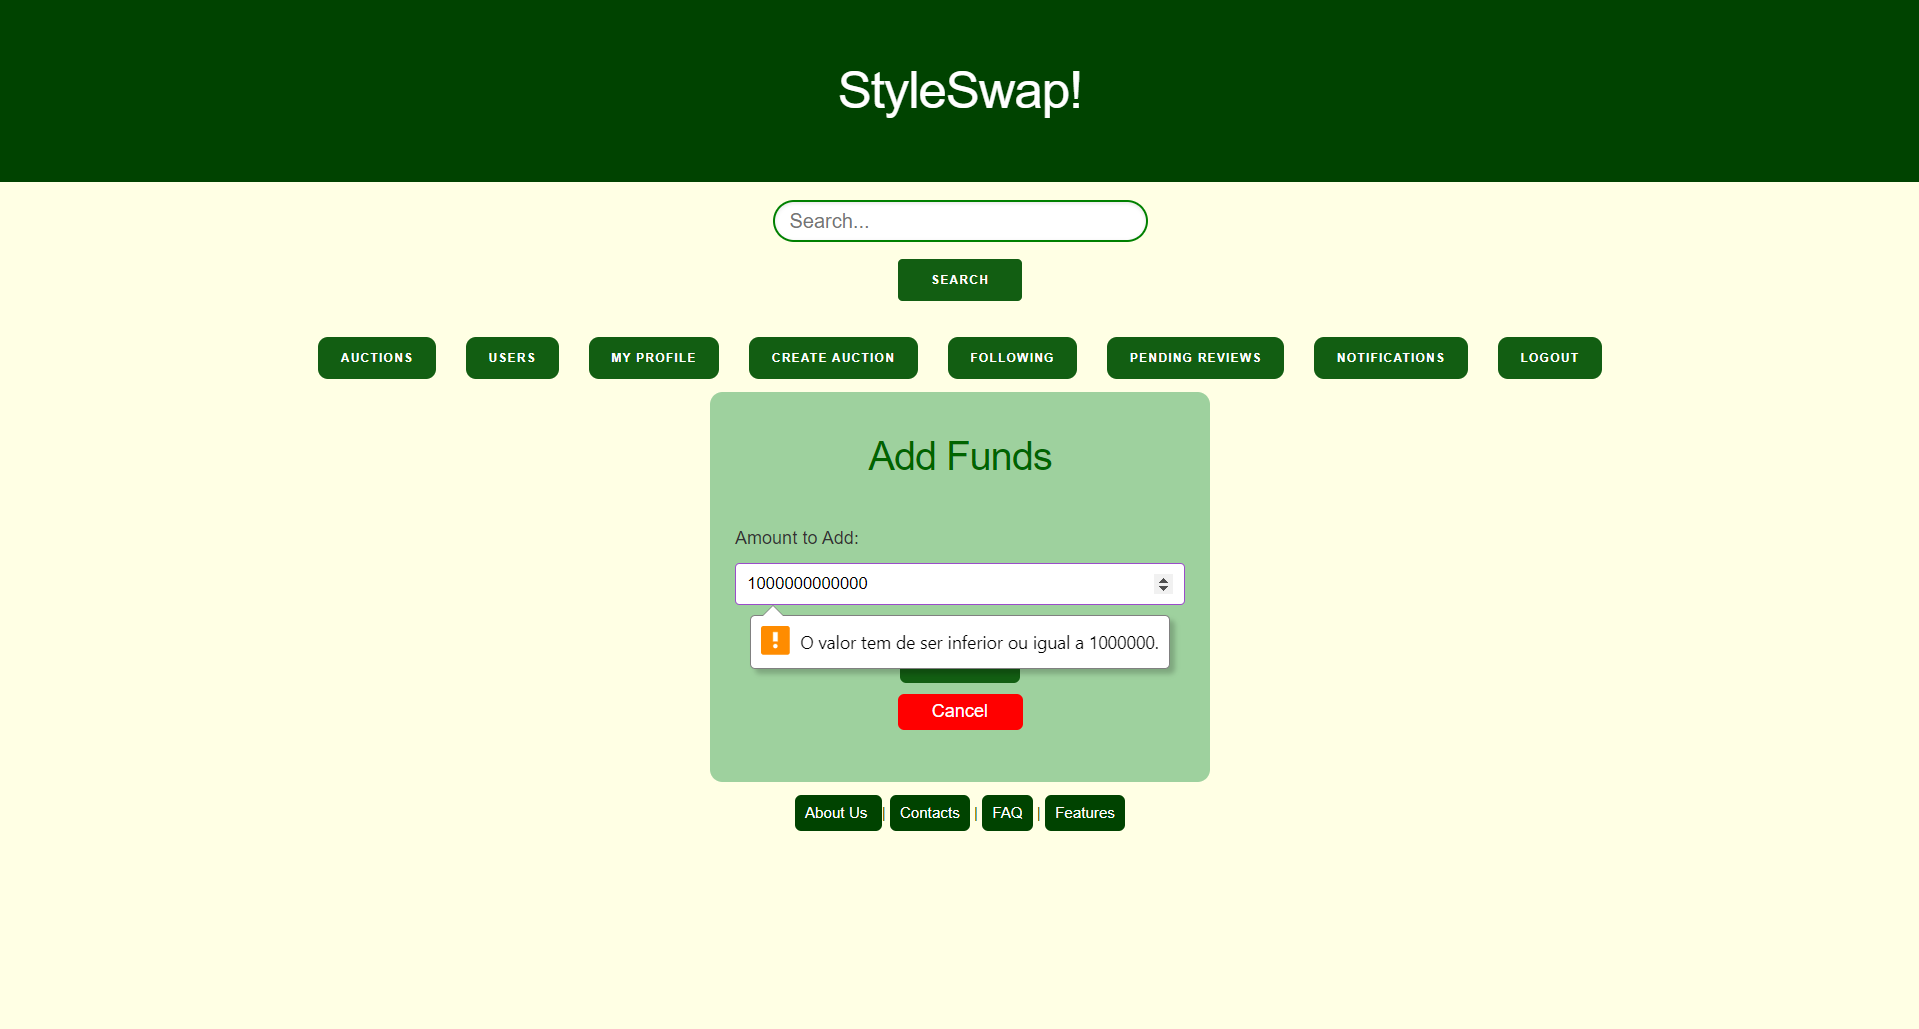 StyleSwap!
Search...
SEARCH
AUCTIONS USERS MY PROFILE CREATE AUCTION FOLLOWING PENDING REVIEWS NOTIFICATIONS LOGOUT
Add Funds
Amount to Add:
1000000000000
O valor tem de ser inferior ou igual a 1000000.
Cancel
About Us | Contacts | FAQ | Features